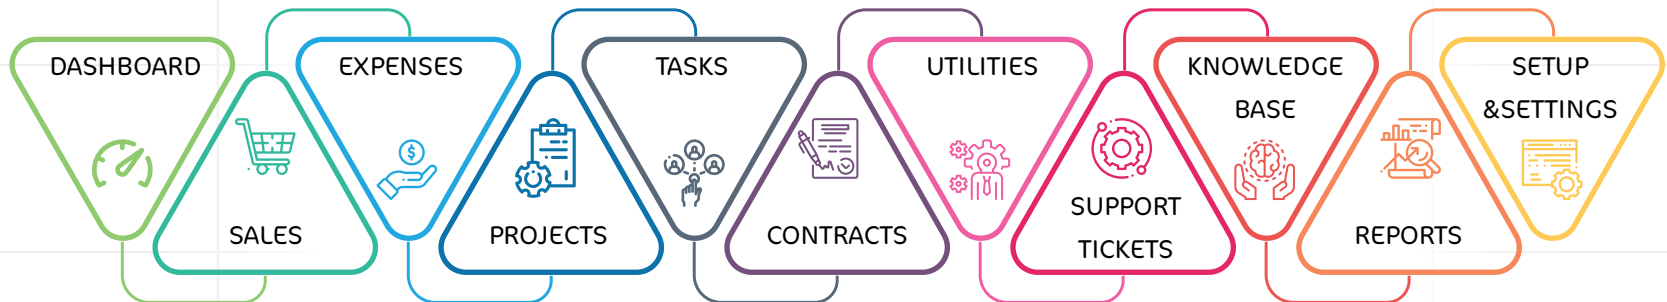 DASHBOARD
SALES
EXPENSES
$
PROJECTS
TASKS
CONTRACTS
UTILITIES
SUPPORT
TICKETS
KNOWLEDGE
BASE
REPORTS
SETUP
&SETTINGS